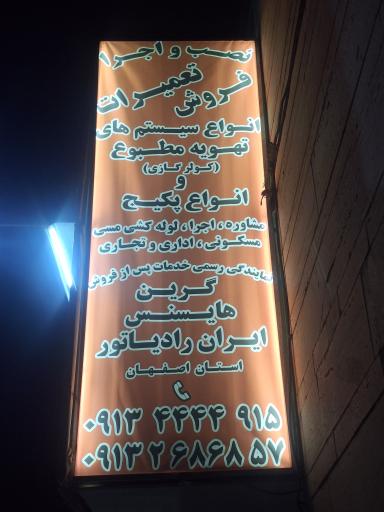 نصب و اجرا
فروش تعمیرات
انواع سیستم های
تهویه مطبوع
(کولر گازی)
و
انواع پکیج
مشاوره ، اجرا ، لوله کشی مسی
مسکونی ، اداری و تجاری
نمایندگی رسمی خدمات پس از فروش
گرین
هایسنس
ایران رادیاتور
استان اصفهان
۰۹۱۳ ۴۴۴۴ ۹۱۵
۰۹۱۳ ۲ ۶۸۶۸ ۵۷